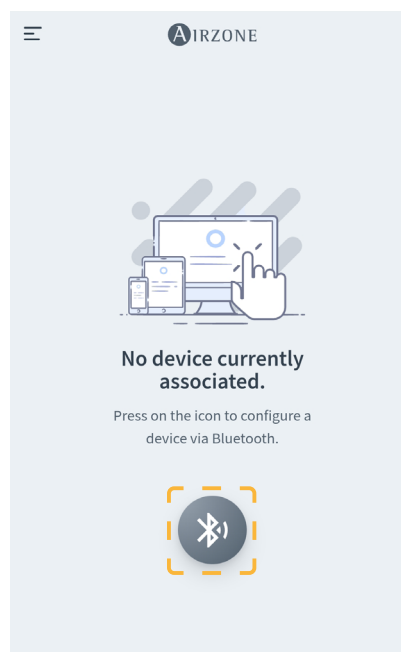 AIRZONE
No device currently
associated.
Press on the icon to configure a
device via Bluetooth.